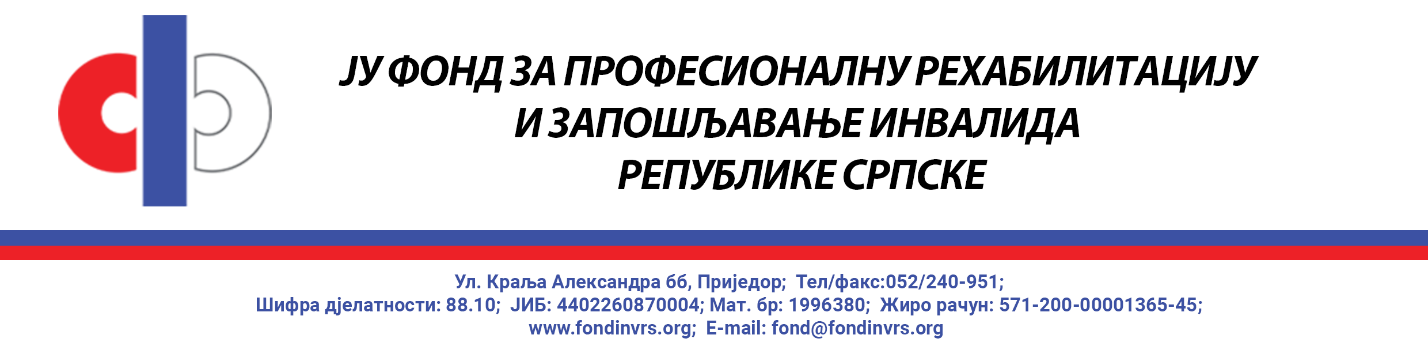 ЈУ ФОНД ЗА ПРОФЕСИОНАЛНУ РЕХАБИЛИТАЦИЈУ
И ЗАПОШЉАВАЊЕ ИНВАЛИДА
РЕПУБЛИКЕ СРПСКЕ
Ул. Краља Александра бб, Приједор; Тел/факс:052/240-951;
Шифра дјелатности: 88.10; ЈИБ: 4402260870004; Мат. бр: 1996380; Жиро рачун: 571-200-00001365-45;
www.fondinvrs.org; E-mail: fond@fondinvrs.org